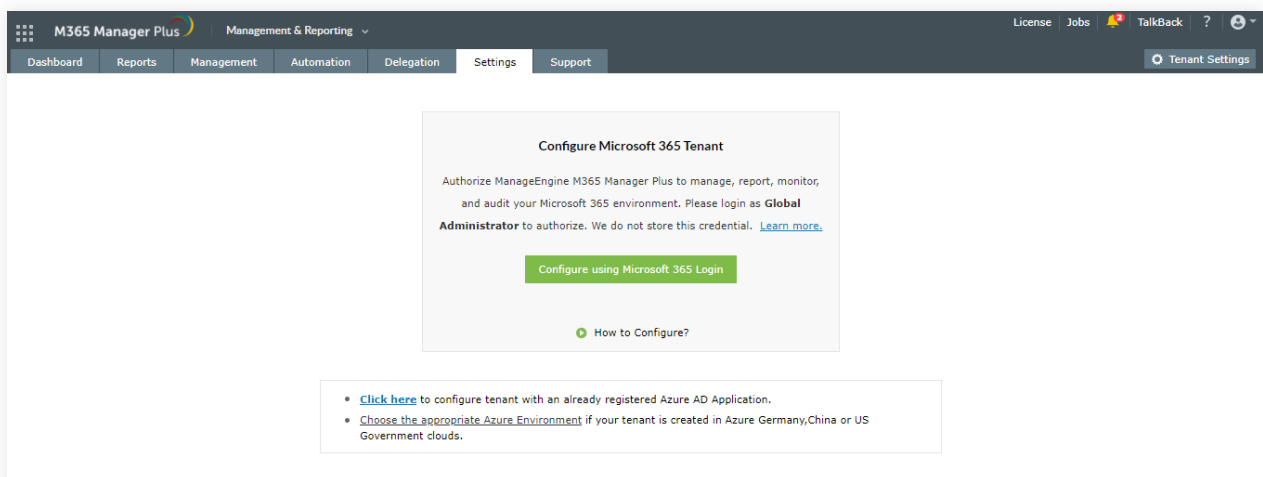 M365 Manager Plus
Management & Reporting
License
Jobs
2
TalkBack
?
Dashboard
Reports
Management
Automation
Delegation
Settings
Support
Tenant Settings
Configure Microsoft 365 Tenant
Authorize ManageEngine M365 Manager Plus to manage, report, monitor,
and audit your Microsoft 365 environment. Please login as Global
Administrator to authorize. We do not store this credential. Learn more.
Configure using Microsoft 365 Login
How to Configure?
Click here to configure tenant with an already registered Azure AD Application.
Choose the appropriate Azure Environment if your tenant is created in Azure Germany,China or US
Government clouds.